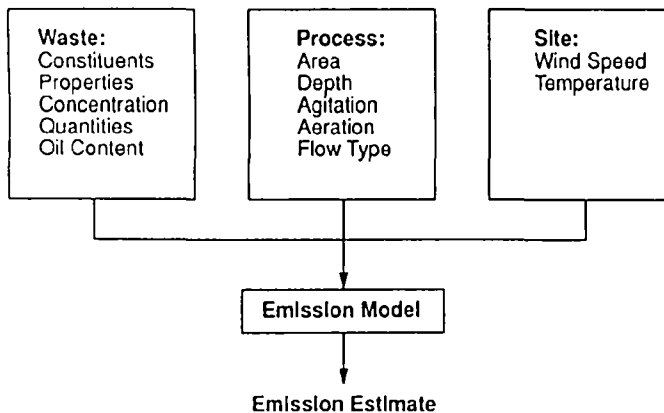 Waste:
Constituents
Properties
Concentration
Quantities
Oil Content
Process:
Area
Depth
Agitation
Aeration
Flow Type
Site:
Wind Speed
Temperature
Emission Model
Emission Estimate